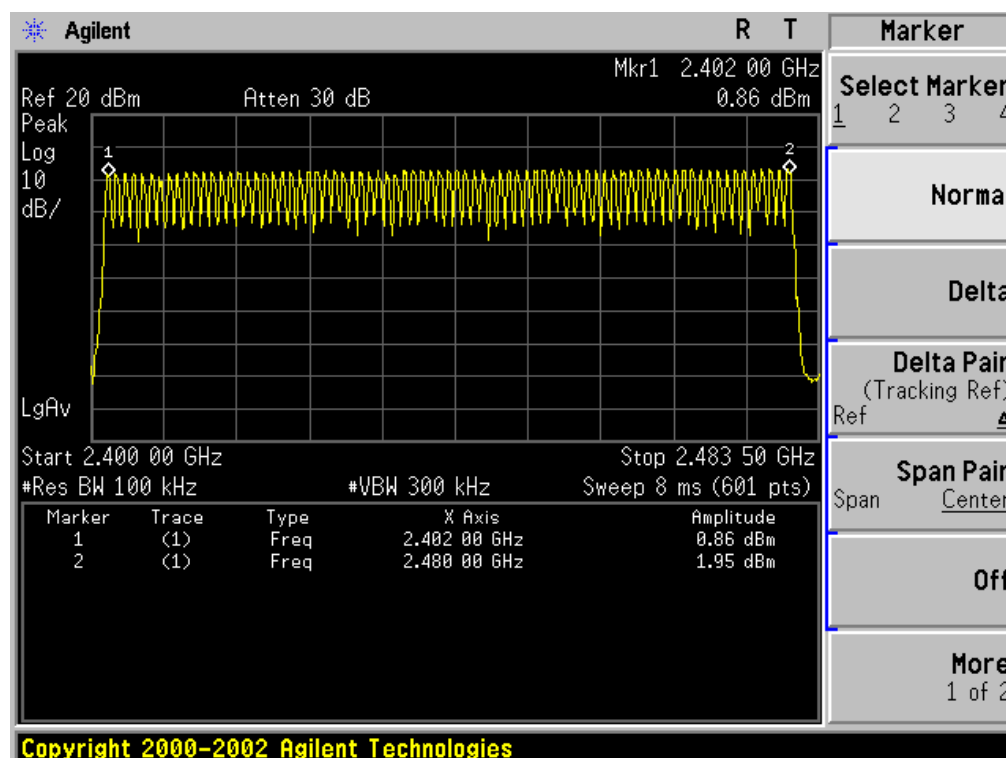 Agilent R T
Marker
Mkr1 2.402 00 GHz
Ref 20 dBm Atten 30 dB 0.86 dBm
Peak
Log
10
dB/
1
2
LgAv
Start 2.400 00 GHz Stop 2.483 50 GHz
#Res BW 100 kHz #VBW 300 kHz Sweep 8 ms (601 pts)
Marker Trace Type X Axis Amplitude
1 (1) Freq 2.402 00 GHz 0.86 dBm
2 (1) Freq 2.480 00 GHz 1.95 dBm
Select Marker
1 2 3 4
Norma
Delta
Delta Pair
(Tracking Ref)
Ref Δ
Span Pair
Span Center
Off
More
1 of 2
Copyright 2000-2002 Agilent Technologies